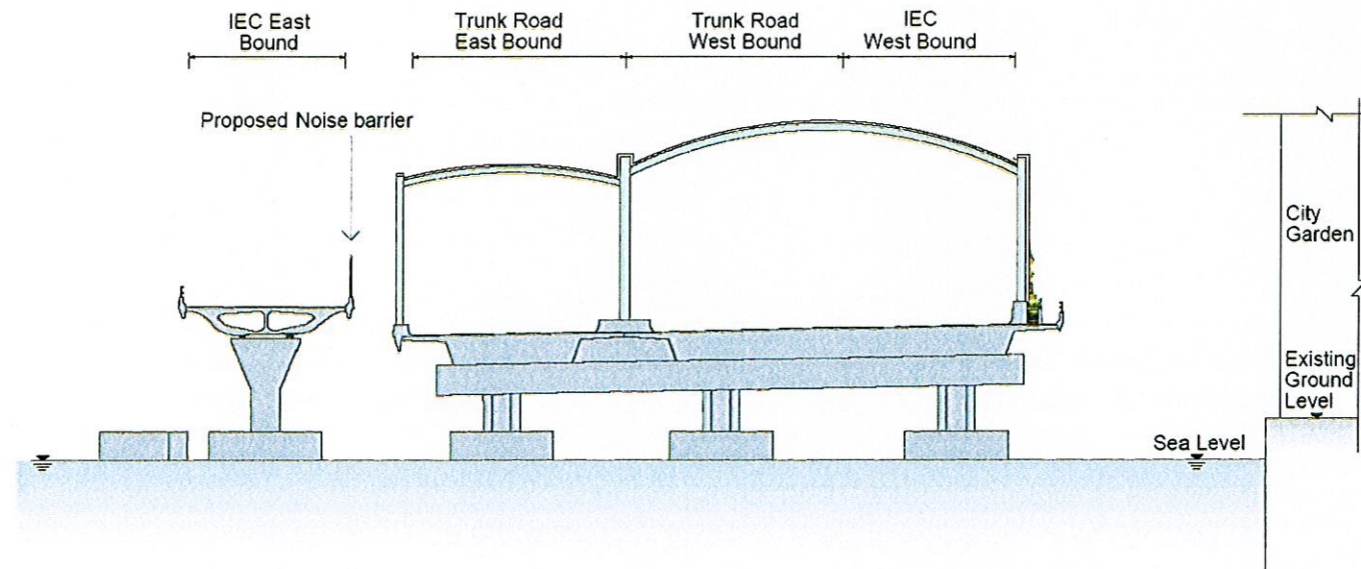 IEC East
Bound
Trunk Road
East Bound
Trunk Road
West Bound
IEC
West Bound
Proposed Noise barrier
City
Garden
Existing
Ground
Level
Sea Level